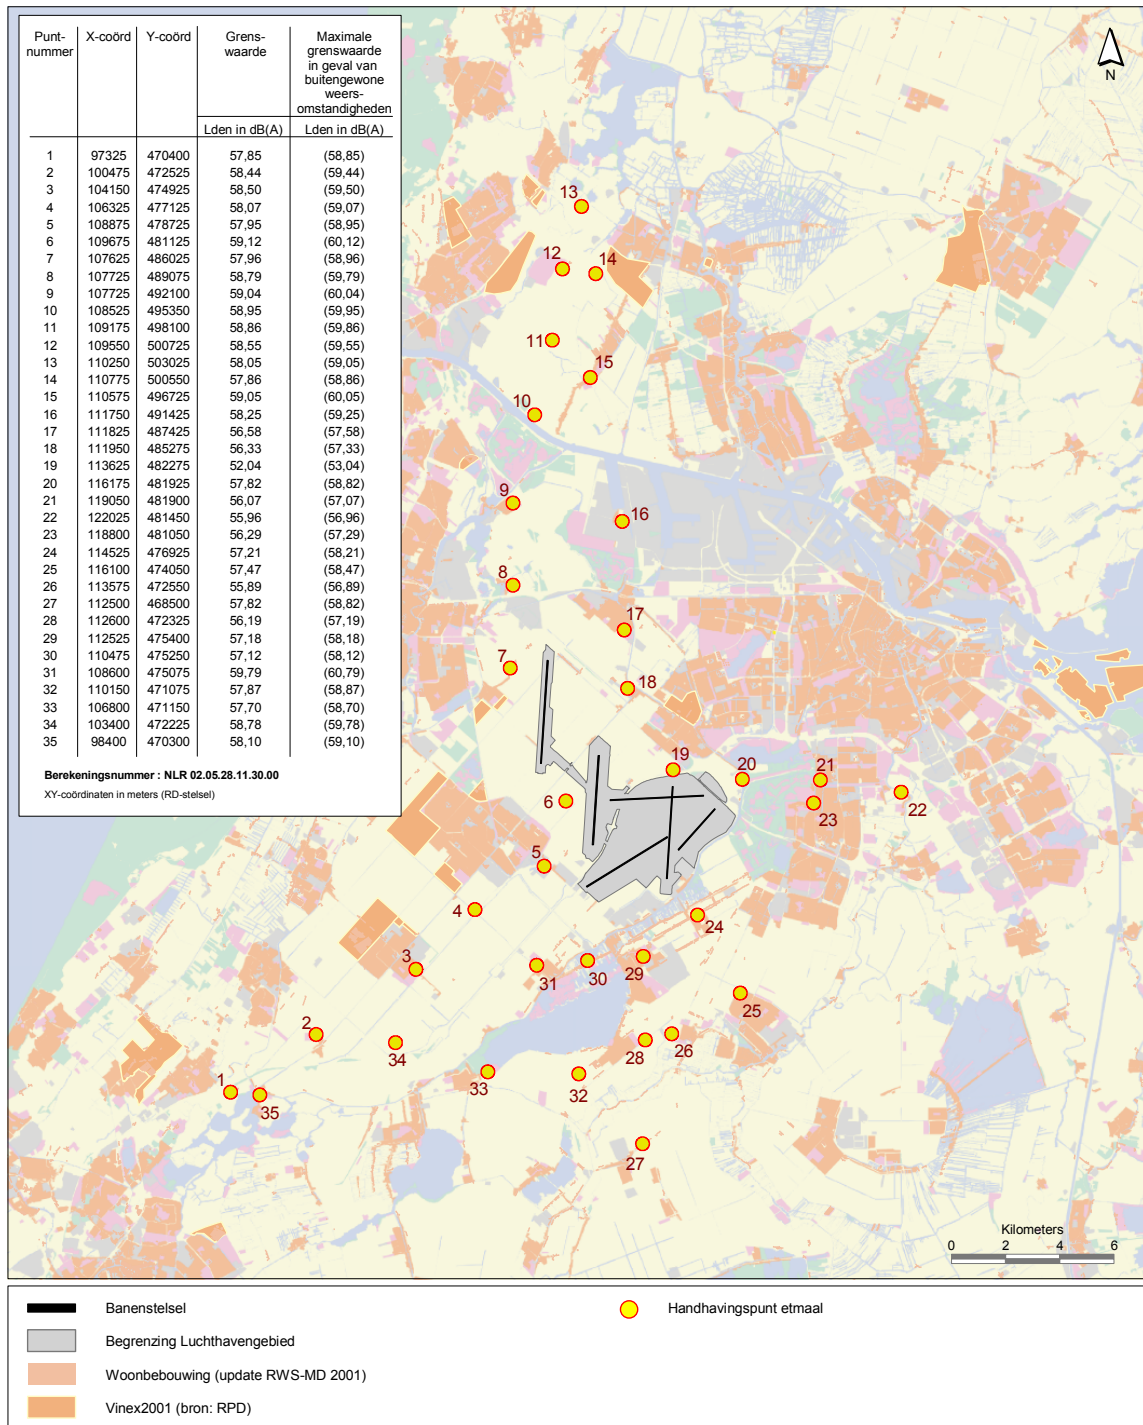 Punt- X-coörd Y-coörd Grens- Maximale
nummer waarde grenswaarde
in geval van
buitengewone
weers-
omstandigheden
Lden in dB(A) Lden in dB(A)
1 97325 470400 57,85 (58,85)
2 100475 472525 58,44 (59,44)
3 104150 474925 58,50 (59,50)
4 106325 477125 58,07 (59,07)
5 108875 478725 57,95 (58,95)
6 109675 481125 59,12 (60,12)
7 107625 486025 57,96 (58,96)
8 107725 489075 58,79 (59,79)
9 107725 492100 59,04 (60,04)
10 108525 495350 58,95 (59,95)
11 109175 498100 58,86 (59,86)
12 109550 500725 58,55 (59,55)
13 110250 503025 58,05 (59,05)
14 110775 500550 57,86 (58,86)
15 110575 496725 59,05 (60,05)
16 111750 491425 58,25 (59,25)
17 111825 487425 56,58 (57,58)
18 111950 485275 56,33 (57,33)
19 113625 482275 52,04 (53,04)
20 116175 481925 57,82 (58,82)
21 119050 481900 56,07 (57,07)
22 122025 481450 55,96 (56,96)
23 118800 481050 56,29 (57,29)
24 114525 476925 57,21 (58,21)
25 116100 474050 57,47 (58,47)
26 113575 472550 55,89 (56,89)
27 112500 468500 57,82 (58,82)
28 112600 472325 56,19 (57,19)
29 112525 475400 57,18 (58,18)
30 110475 475250 57,12 (58,12)
31 108600 475075 59,79 (60,79)
32 110150 471075 57,87 (58,87)
33 106800 471150 57,70 (58,70)
34 103400 472225 58,78 (59,78)
35 98400 470300 58,10 (59,10)
Berekeningsnummer : NLR 02.05.28.11.30.00
XY-coördinaten in meters (RD-stelsel)
N
13
12
14
11
15
10
9
16
8
17
7
18
19
20
21
6
22
23
5
4
24
3
31
30
29
25
2
34
28
26
33
32
1
35
27
Kilometers
0 2 4 6
Banenstelsel
Handhavingspunt etmaal
Begrenzing Luchthavengebied
Woonbebouwing (update RWS-MD 2001)
Vinex2001 (bron: RPD)